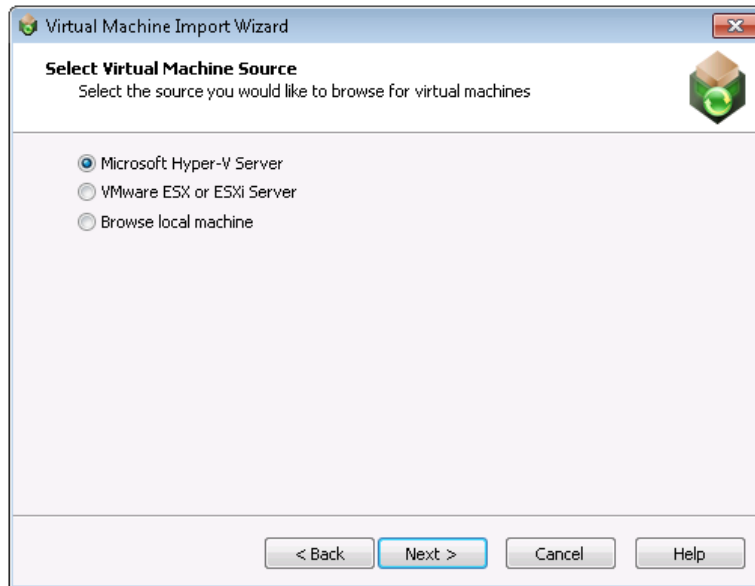 Virtual Machine Import Wizard
Select Virtual Machine Source
Select the source you would like to browse for virtual machines
Microsoft Hyper-V Server
VMware ESX or ESXi Server
Browse local machine
< Back Next > Cancel Help